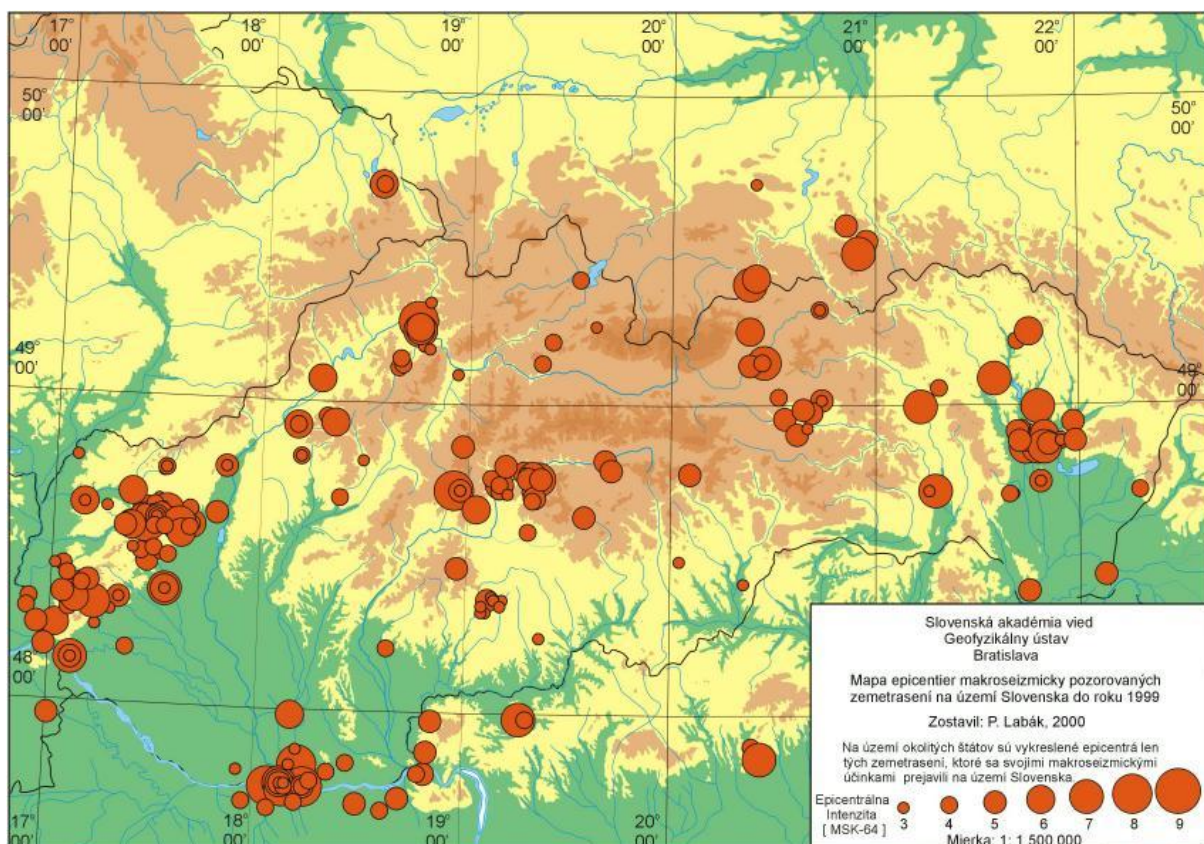 17°
00'
18°
00'
19°
00'
20°
00'
21°
00'
22°
00'
50°
00'
50°
00'
49°
00'
49°
00'
48°
00'
17°
00'
18°
00'
19°
00'
20°
00'
Slovenská akadémia vied
Geofyzikálny ústav
Bratislava
Mapa epicentier makroseizmicky pozorovaných
zemetrasení na území Slovenska do roku 1999
Zostavil: P. Labák, 2000
Na území okolitých štátov sú vykreslené epicentrá len
tých zemetrasení, ktoré sa svojimi makroseizmickými
účinkami prejavili na území Slovenska.
Epicentrálna
Intenzita
[ MSK-64 ]
3 4 5 6 7 8 9
Mierka: 1: 1 500 000